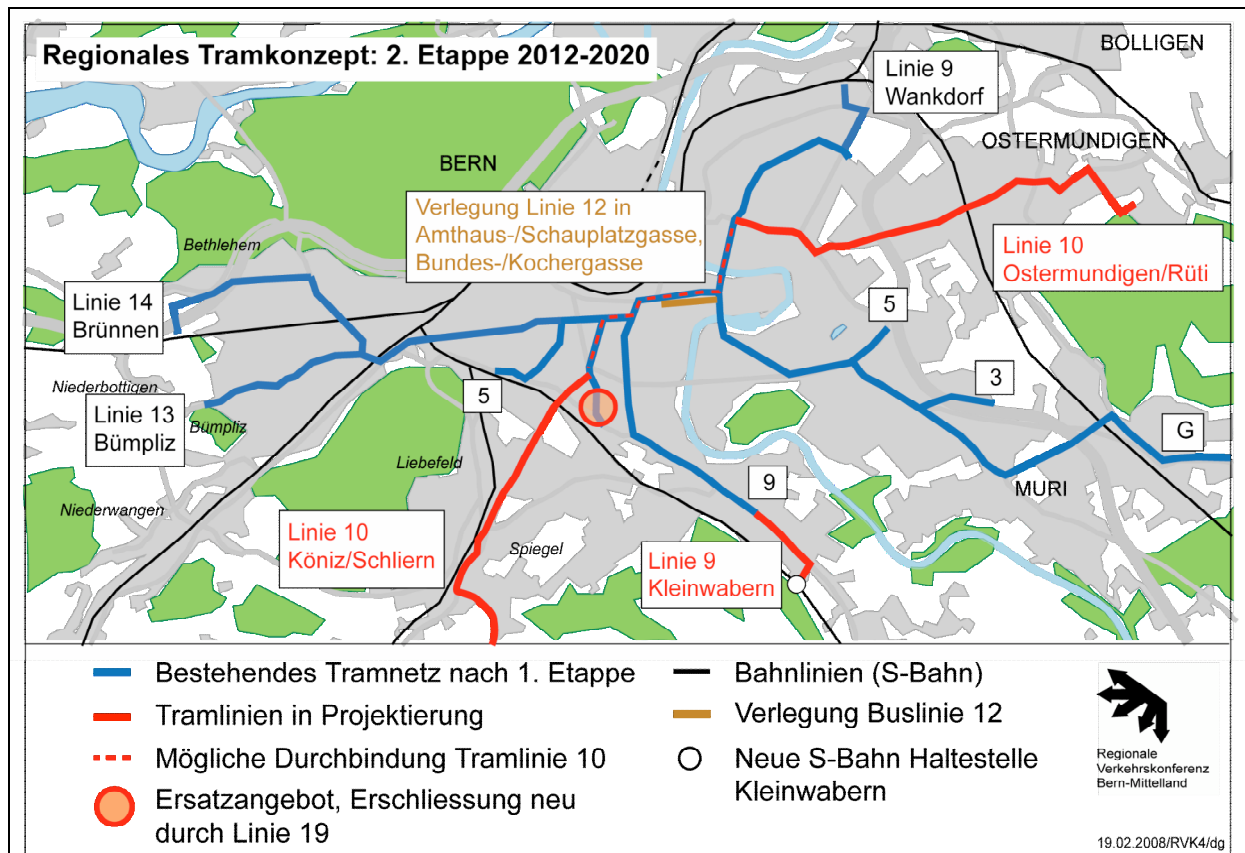 Regionales Tramkonzept: 2. Etappe 2012-2020
BOLLIGEN
Linie 9
Wankdorf
OSTERMUNDIGEN
BERN
Verlegung Linie 12 in
Amthaus-/Schauplatzgasse,
Bundes-/Kochergasse
Bethlehem
Linie 10
Ostermundigen/Rüti
Linie 14
Brünnen
5
3
Niederbottigen
5
Linie 13
Bümpliz
Bümpliz
G
Liebefeld
9
MURI
Niederwangen
Linie 10
Köniz/Schliern
Spiegel
Linie 9
Kleinwabern
Bestehendes Tramnetz nach 1. Etappe
Tramlinien in Projektierung
Mögliche Durchbindung Tramlinie 10
Ersatzangebot, Erschliessung neu
durch Linie 19
Bahnlinien (S-Bahn)
Verlegung Buslinie 12
Neue S-Bahn Haltestelle
Kleinwabern
Regionale
Verkehrskonferenz
Bern-Mittelland
19.02.2008/RVK4/dg